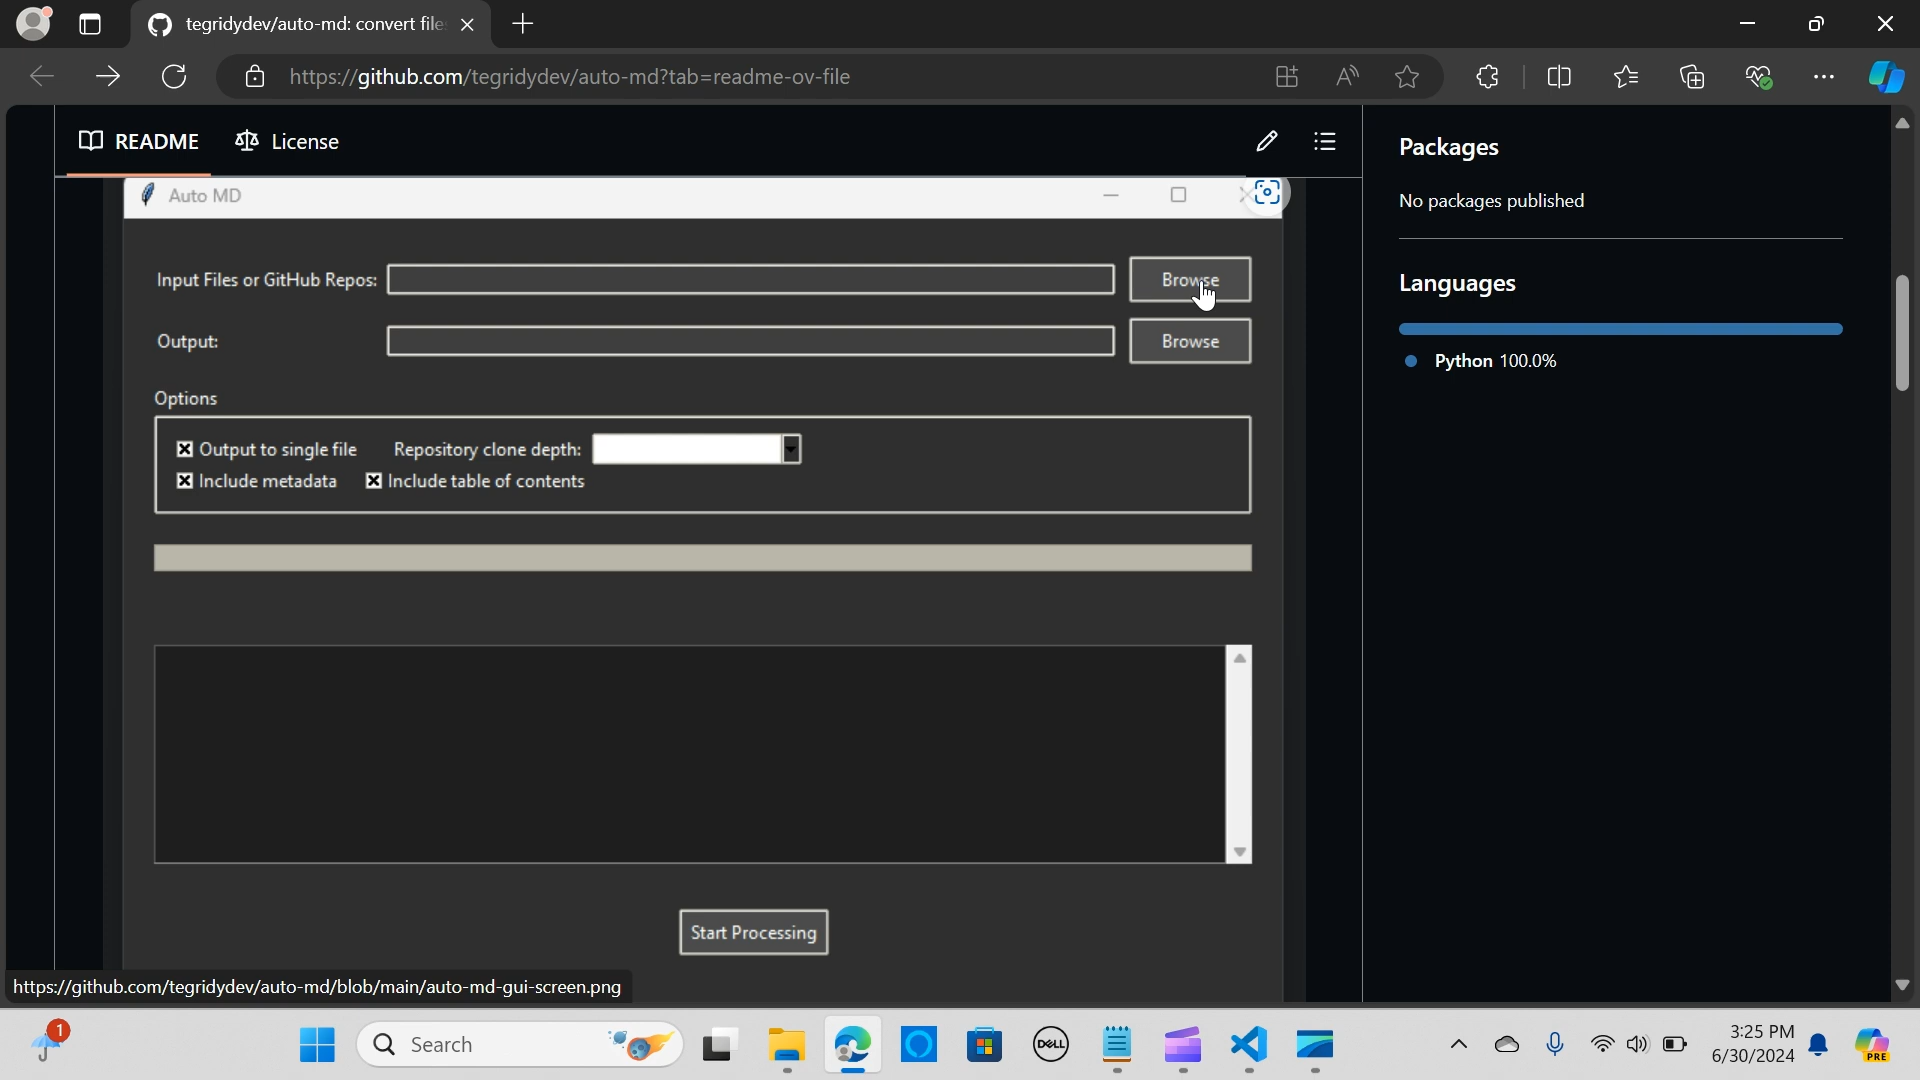 tegridydev/auto-md: convert file
https://github.com/tegridydev/auto-md?tab=readme-ov-file
README
License
Packages
No packages published
Languages
Python 100.0%
Auto MD
Input Files or GitHub Repos:
Browse
Output:
Browse
Options
Output to single file
Repository clone depth:
Include metadata
Include table of contents
Start Processing
https://github.com/tegridydev/auto-md/blob/main/auto-md-gui-screen.png
1
Search
DELL
3:25 PM
6/30/2024
PRE